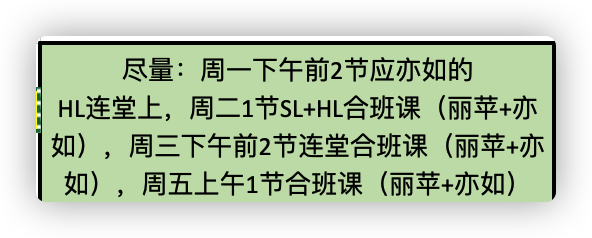 尽量：周一下午前2节应亦如的
HL连堂上，周二1节SL+HL合班课（丽苹+亦
如），周三下午前2节连堂合班课（丽苹+亦
如），周五上午1节合班课（丽苹+亦如）